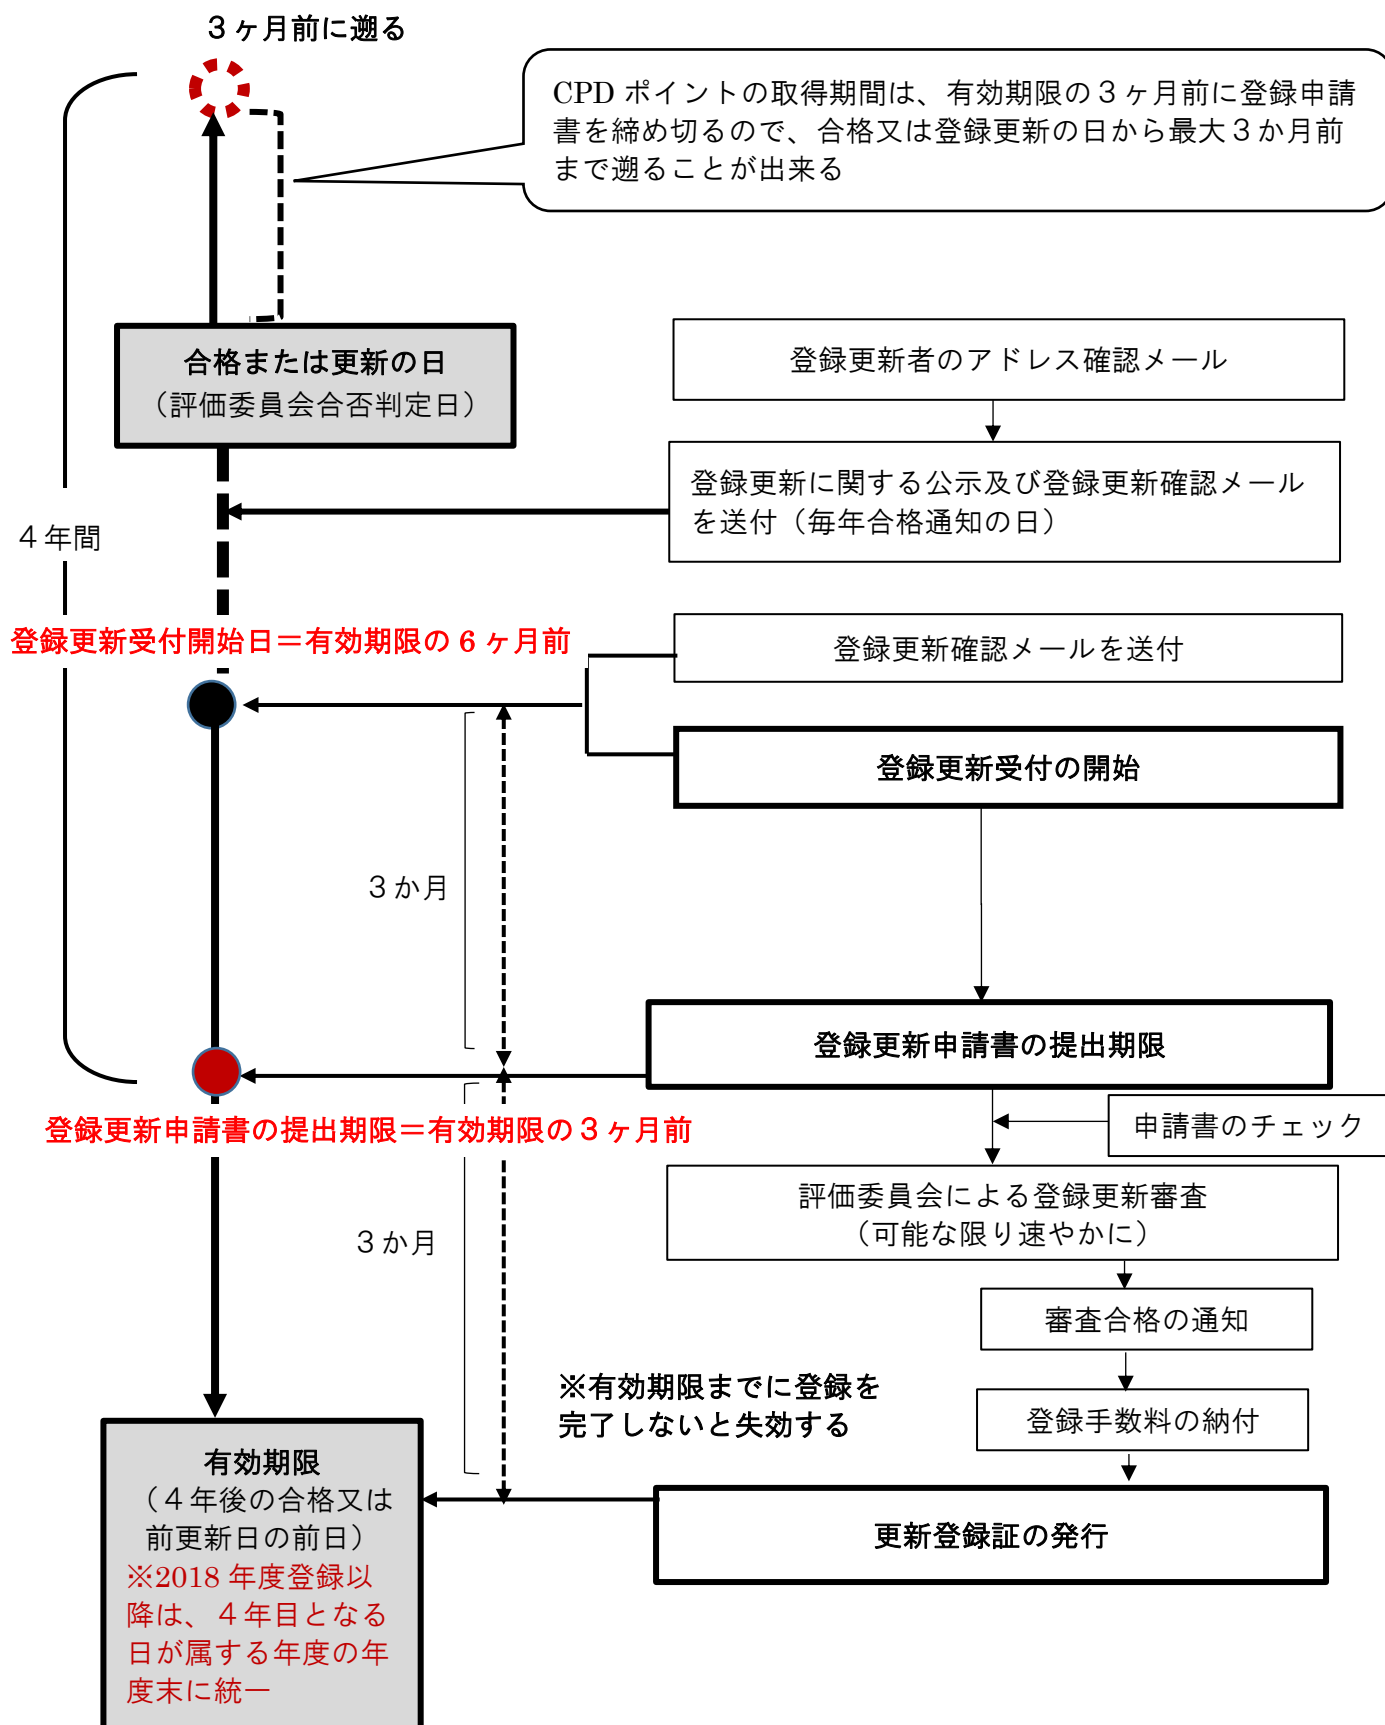 ３ヶ月前に遡る
CPD ポイントの取得期間は、有効期限の３ヶ月前に登録申請
書を締め切るので、合格又は登録更新の日から最大３か月前
まで遡ることが出来る
合格または更新の日
（評価委員会合否判定日）
登録更新者のアドレス確認メール
登録更新に関する公示及び登録更新確認メール
を送付（毎年合格通知の日）
４年間
登録更新受付開始日＝有効期限の 6 ヶ月前
登録更新確認メールを送付
登録更新受付の開始
３か月
登録更新申請書の提出期限
登録更新申請書の提出期限＝有効期限の３ヶ月前
申請書のチェック
評価委員会による登録更新審査
（可能な限り速やかに）
３か月
審査合格の通知
※有効期限までに登録を
完了しないと失効する
登録手数料の納付
有効期限
（４年後の合格又は
前更新日の前日）
※2018 年度登録以
降は、４年目となる
日が属する年度の年
度末に統一
更新登録証の発行